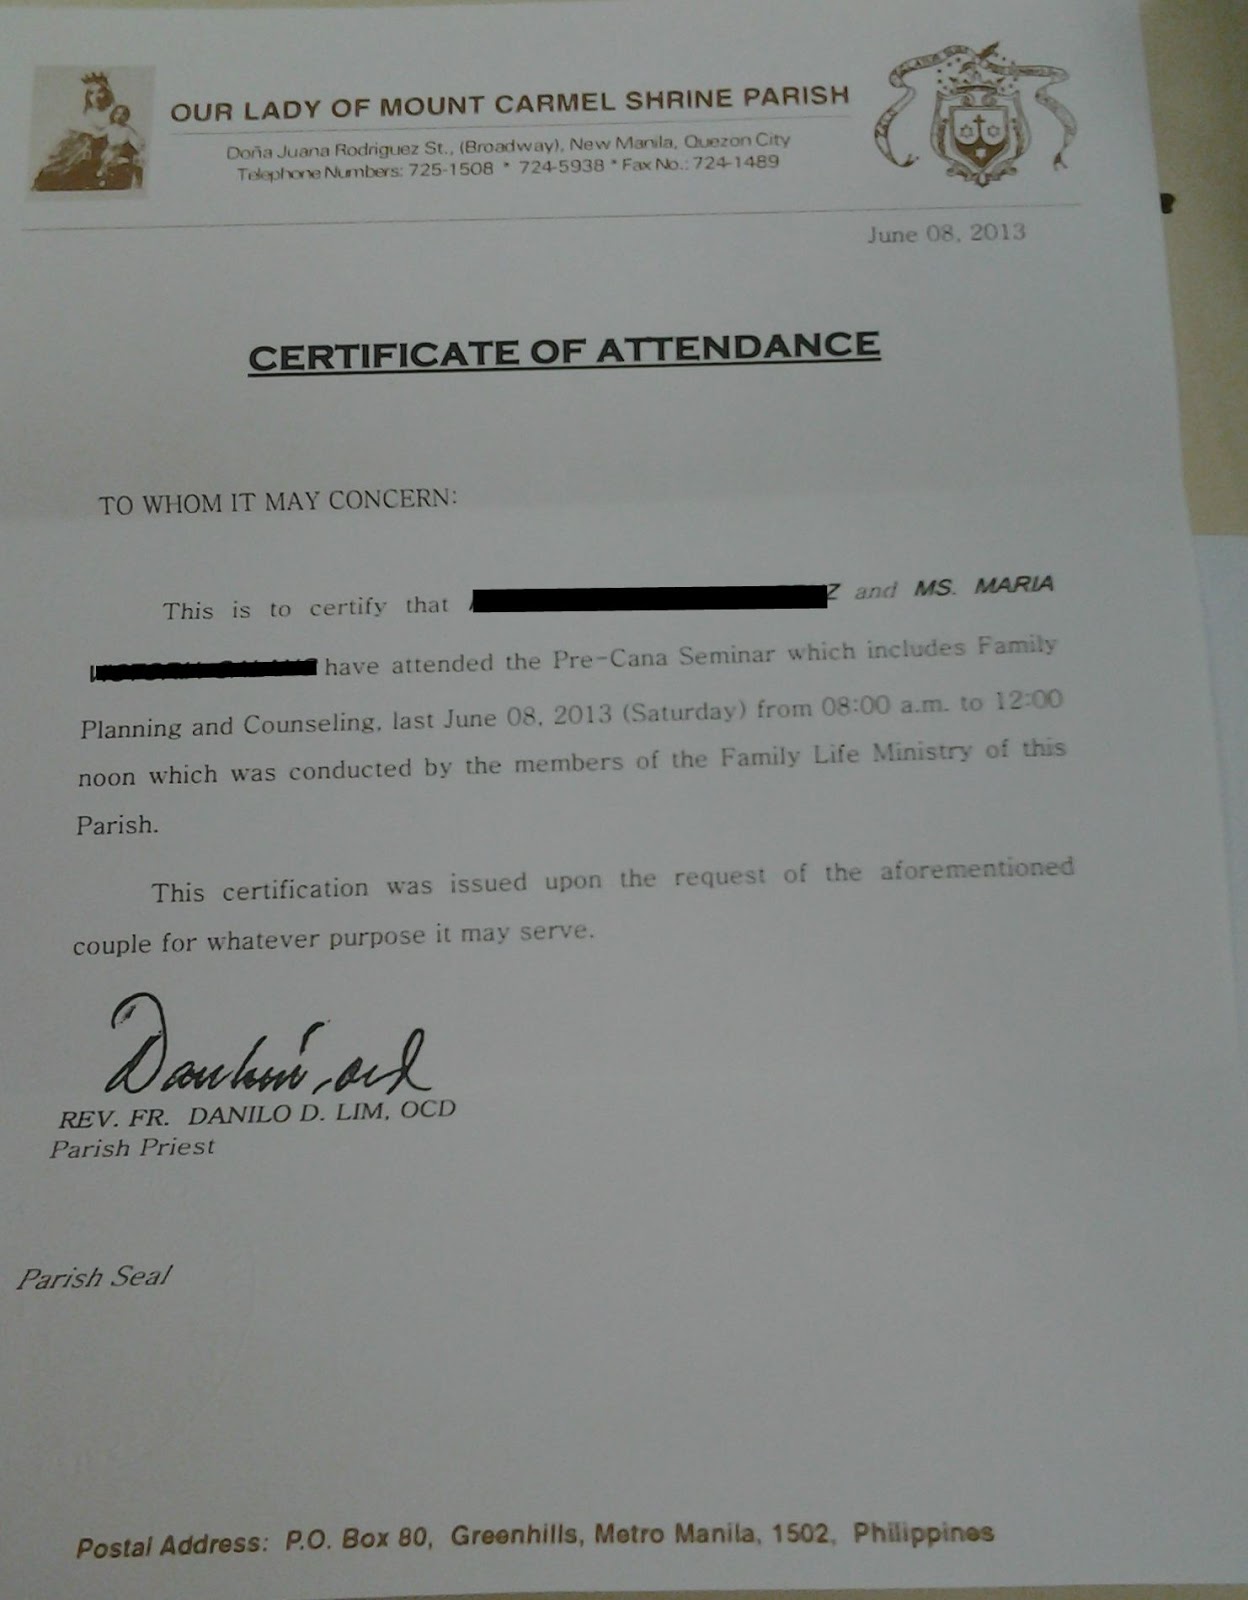 OUR LADY OF MOUNT CARMEL SHRINE PARISH
Doña Juana Rodriguez St., (Broadway), New Manila, Quezon City
Telephone Numbers: 725-1508 * 724-5938 * Fax No.: 724-1489
June 08, 2013
CERTIFICATE OF ATTENDANCE
TO WHOM IT MAY CONCERN:
This is to certify that Z and MS. MARIA
have attended the Pre-Cana Seminar which includes Family
Planning and Counseling, last June 08, 2013 (Saturday) from 08:00 a.m. to 12:00
noon which was conducted by the members of the Family Life Ministry of this
Parish.
This certification was issued upon the request of the aforementioned
couple for whatever purpose it may serve.
REV. FR. DANILO D. LIM, OCD
Parish Priest
Parish Seal
Postal Address: P.O. Box 80, Greenhills, Metro Manila, 1502, Philippines